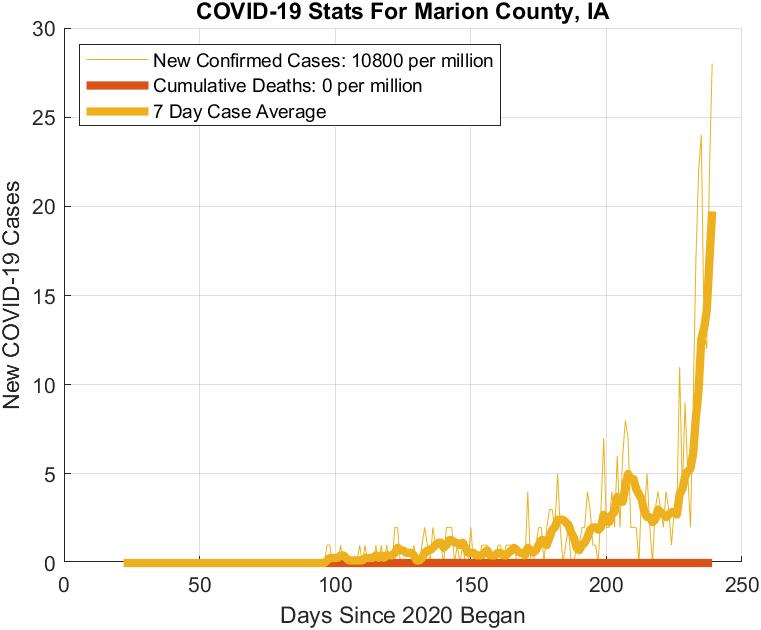 COVID-19 Stats For Marion County, IA
30
New Confirmed Cases: 10800 per million
Cumulative Deaths: 0 per million
7 Day Case Average
25
20
15
10
5
0
New COVID-19 Cases
0 50 100 150 200 250
Days Since 2020 Began